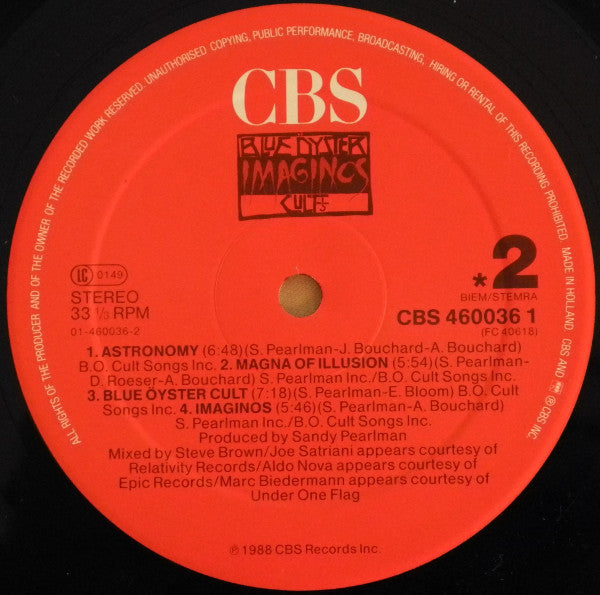 ALL RIGHTS OF THE PRODUCER AND OF THE OWNER OF THE RECORDED WORK RESERVED. UNAUTHORISED COPYING, PUBLIC PERFORMANCE, BROADCASTING, HIRING OR RENTAL OF THIS RECORDING PROHIBITED. MADE IN HOLLAND. CBS AND ℗ CBS INC.
CBS
BLUE ÖYSTER
IMAGINOS
CULT
LC 0149
STEREO
33 1/3 RPM
01-460036-2
*2
BIEM/STEMRA
CBS 460036 1
(FC 40618)
1. ASTRONOMY (6:48)(S. Pearlman-J. Bouchard-A. Bouchard)
B.O. Cult Songs Inc. 2. MAGNA OF ILLUSION (5:54)(S. Pearlman-
D. Roeser-A. Bouchard) S. Pearlman Inc./B.O. Cult Songs Inc.
3. BLUE ÖYSTER CULT (7:18)(S. Pearlman-E. Bloom) B.O. Cult
Songs Inc. 4. IMAGINOS (5:46)(S. Pearlman-A. Bouchard)
S. Pearlman Inc./B.O. Cult Songs Inc.
Produced by Sandy Pearlman
Mixed by Steve Brown/Joe Satriani appears courtesy of
Relativity Records/Aldo Nova appears courtesy of
Epic Records/Marc Biedermann appears courtesy of
Under One Flag
℗ 1988 CBS Records Inc.